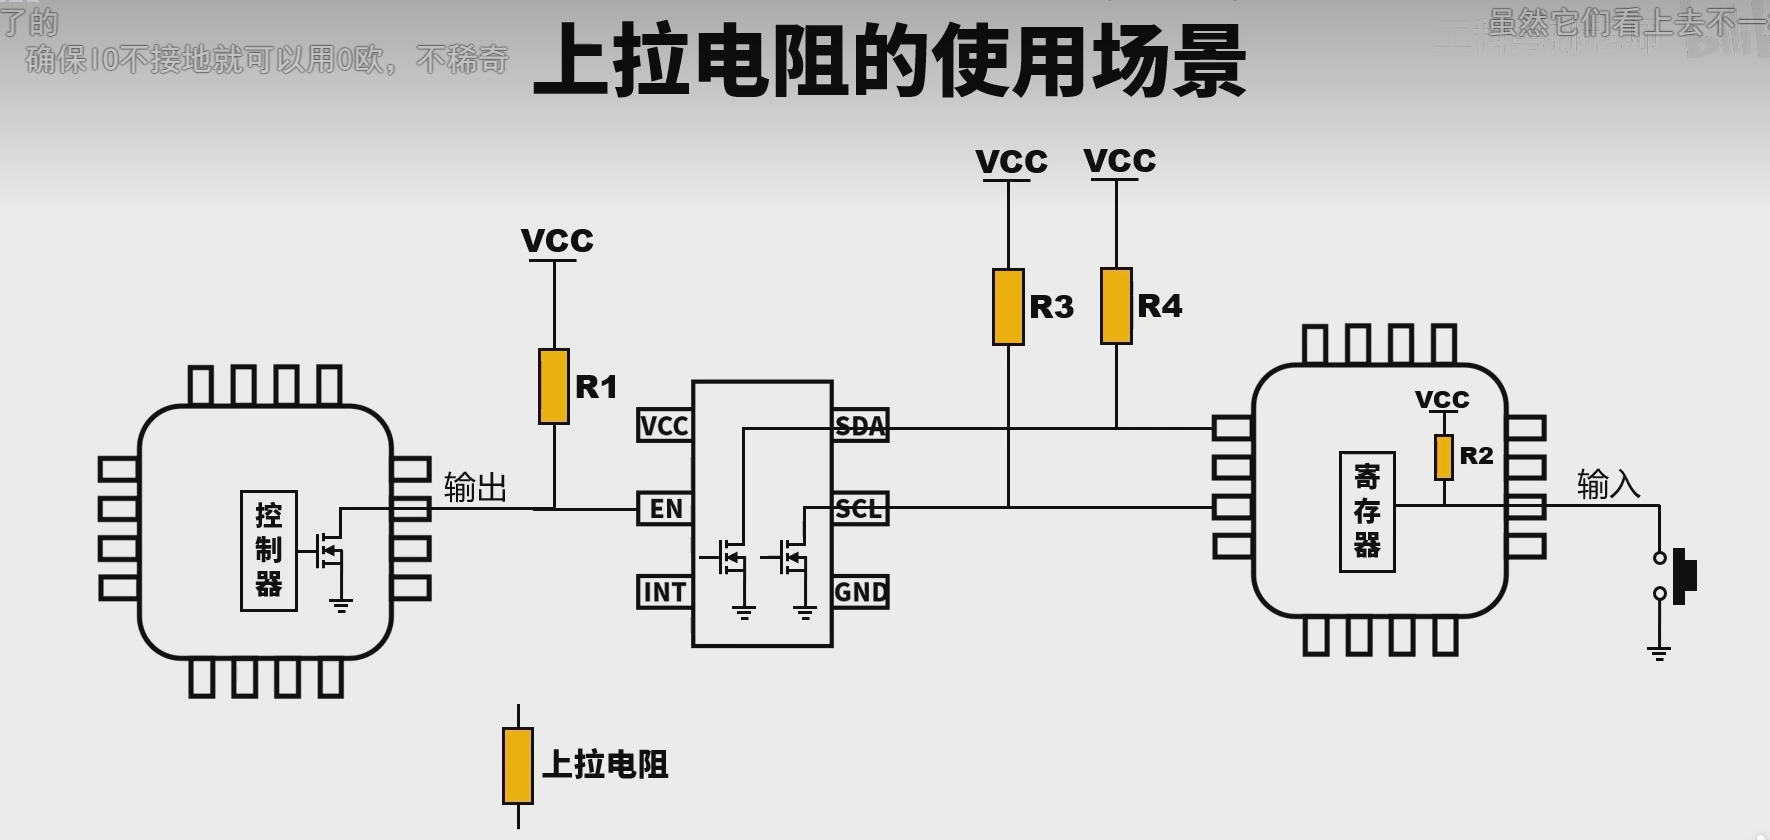 了的
虽然它们看上去不一
确保IO不接地就可以用0欧，不稀奇
上拉电阻的使用场景
VCC VCC
VCC
R3 R4
R1
VCC
VCC SDA
R2
输出
输入
控制器
EN SCL
寄存器
INT GND
上拉电阻